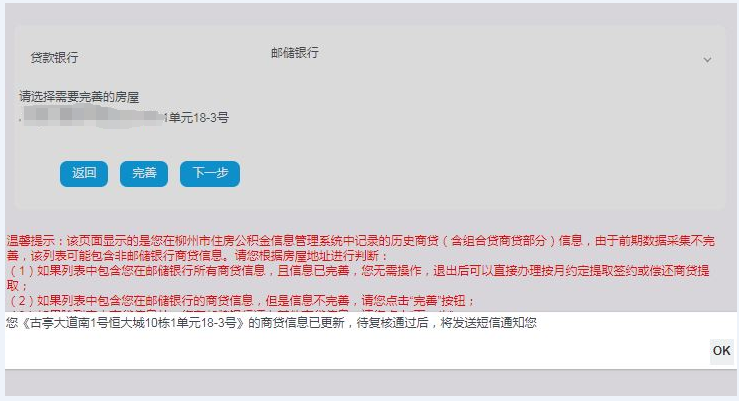 贷款银行
邮储银行
请选择需要完善的房屋
1单元18-3号
返回
完善
下一步
温馨提示：该页面显示的是您在柳州市住房公积金信息管理系统中记录的历史商贷（含组合贷商贷部分）信息，由于前期数据采集不完
善，该列表可能包含非邮储银行商贷信息。请您根据房屋地址进行判断：
（1）如果列表中包含您在邮储银行所有商贷信息，且信息已完善，您无需操作，退出后可以直接办理按月约定提取签约或偿还商贷提
取；
（2）如果列表中包含您在邮储银行的商贷信息，但是信息不完善，请您点击“完善”按钮；
您《古亭大道南1号恒大城10栋1单元18-3号》的商贷信息已更新，待复核通过后，将发送短信通知您
OK